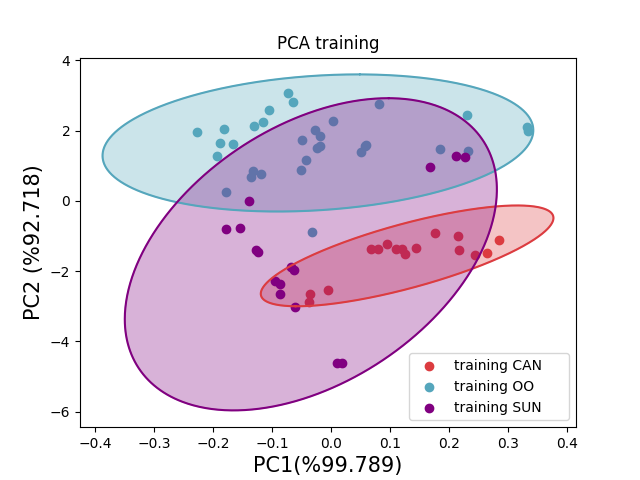 PCA training
4
2
0
−2
−4
−6
PC2 (%92.718)
training CAN
training OO
training SUN
−0.4 −0.3 −0.2 −0.1 0.0 0.1 0.2 0.3 0.4
PC1(%99.789)